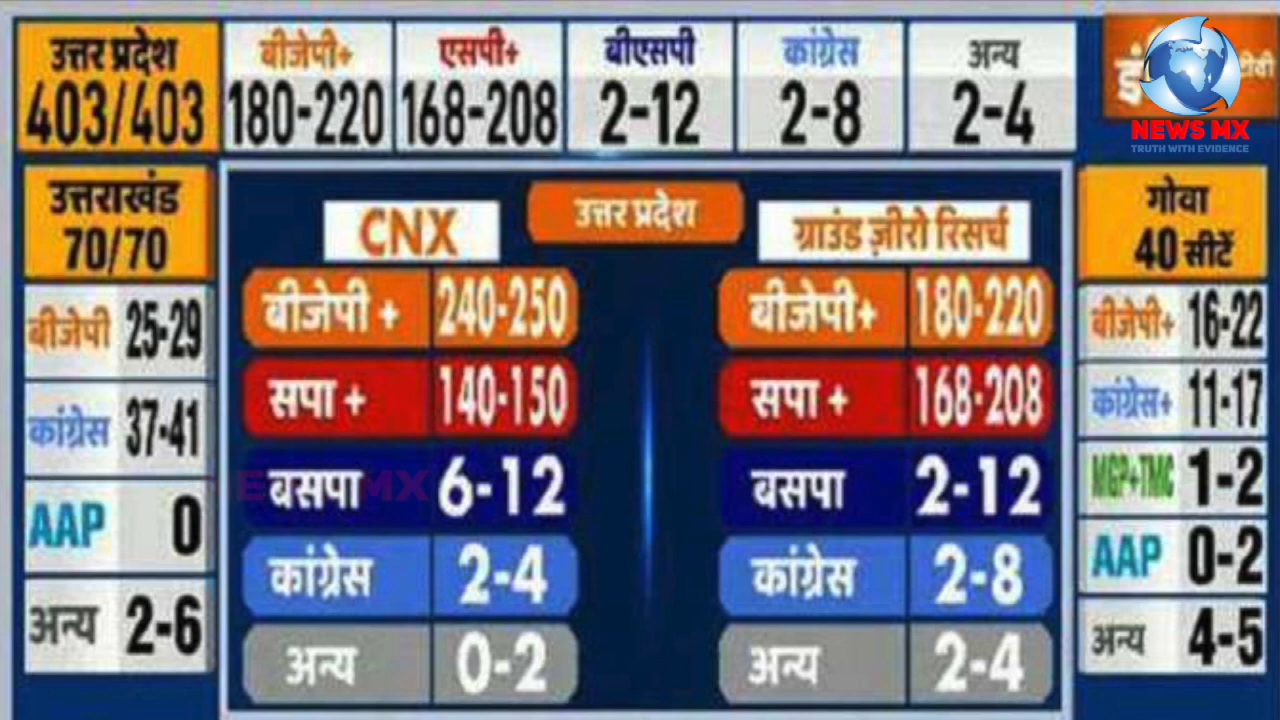 उत्तर प्रदेश
403/403
बीजेपी+
180-220
एसपी+
168-208
बीएसपी
2-12
कांग्रेस
2-8
अन्य
2-4
NEWS MX
TRUTH WITH EVIDENCE
उत्तराखंड
70/70
बीजेपी 25-29
कांग्रेस 37-41
AAP 0
अन्य 2-6
उत्तर प्रदेश
CNX
बीजेपी + 240-250
सपा + 140-150
बसपा 6-12
कांग्रेस 2-4
अन्य 0-2
ग्राउंड ज़ीरो रिसर्च
बीजेपी+ 180-220
सपा + 168-208
बसपा 2-12
कांग्रेस 2-8
अन्य 2-4
गोवा
40 सीटें
बीजेपी+ 16-22
कांग्रेस+ 11-17
MGP+TMC 1-2
AAP 0-2
अन्य 4-5